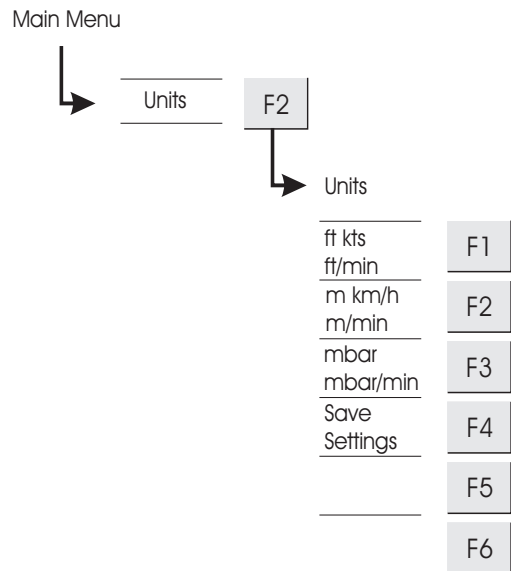 Main Menu
Units F2
Units
ft kts
ft/min
F1
m km/h
m/min
F2
mbar
mbar/min
F3
Save
Settings
F4
F5
F6